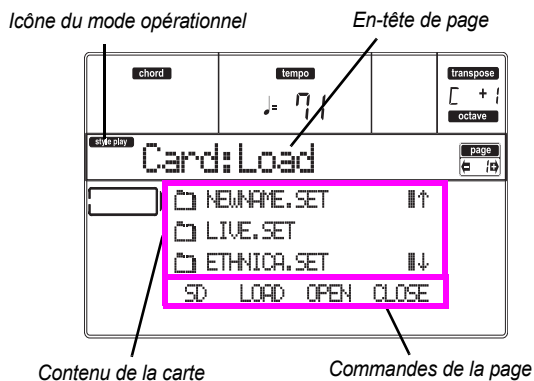 Icône du mode opérationnel
En-tête de page
chord
tempo
transpose
♩= 71
C +1
octave
style play
Card:Load
page
1
NEWNAME.SET
LIVE.SET
ETHNICA.SET
SD LOAD OPEN CLOSE
Contenu de la carte
Commandes de la page